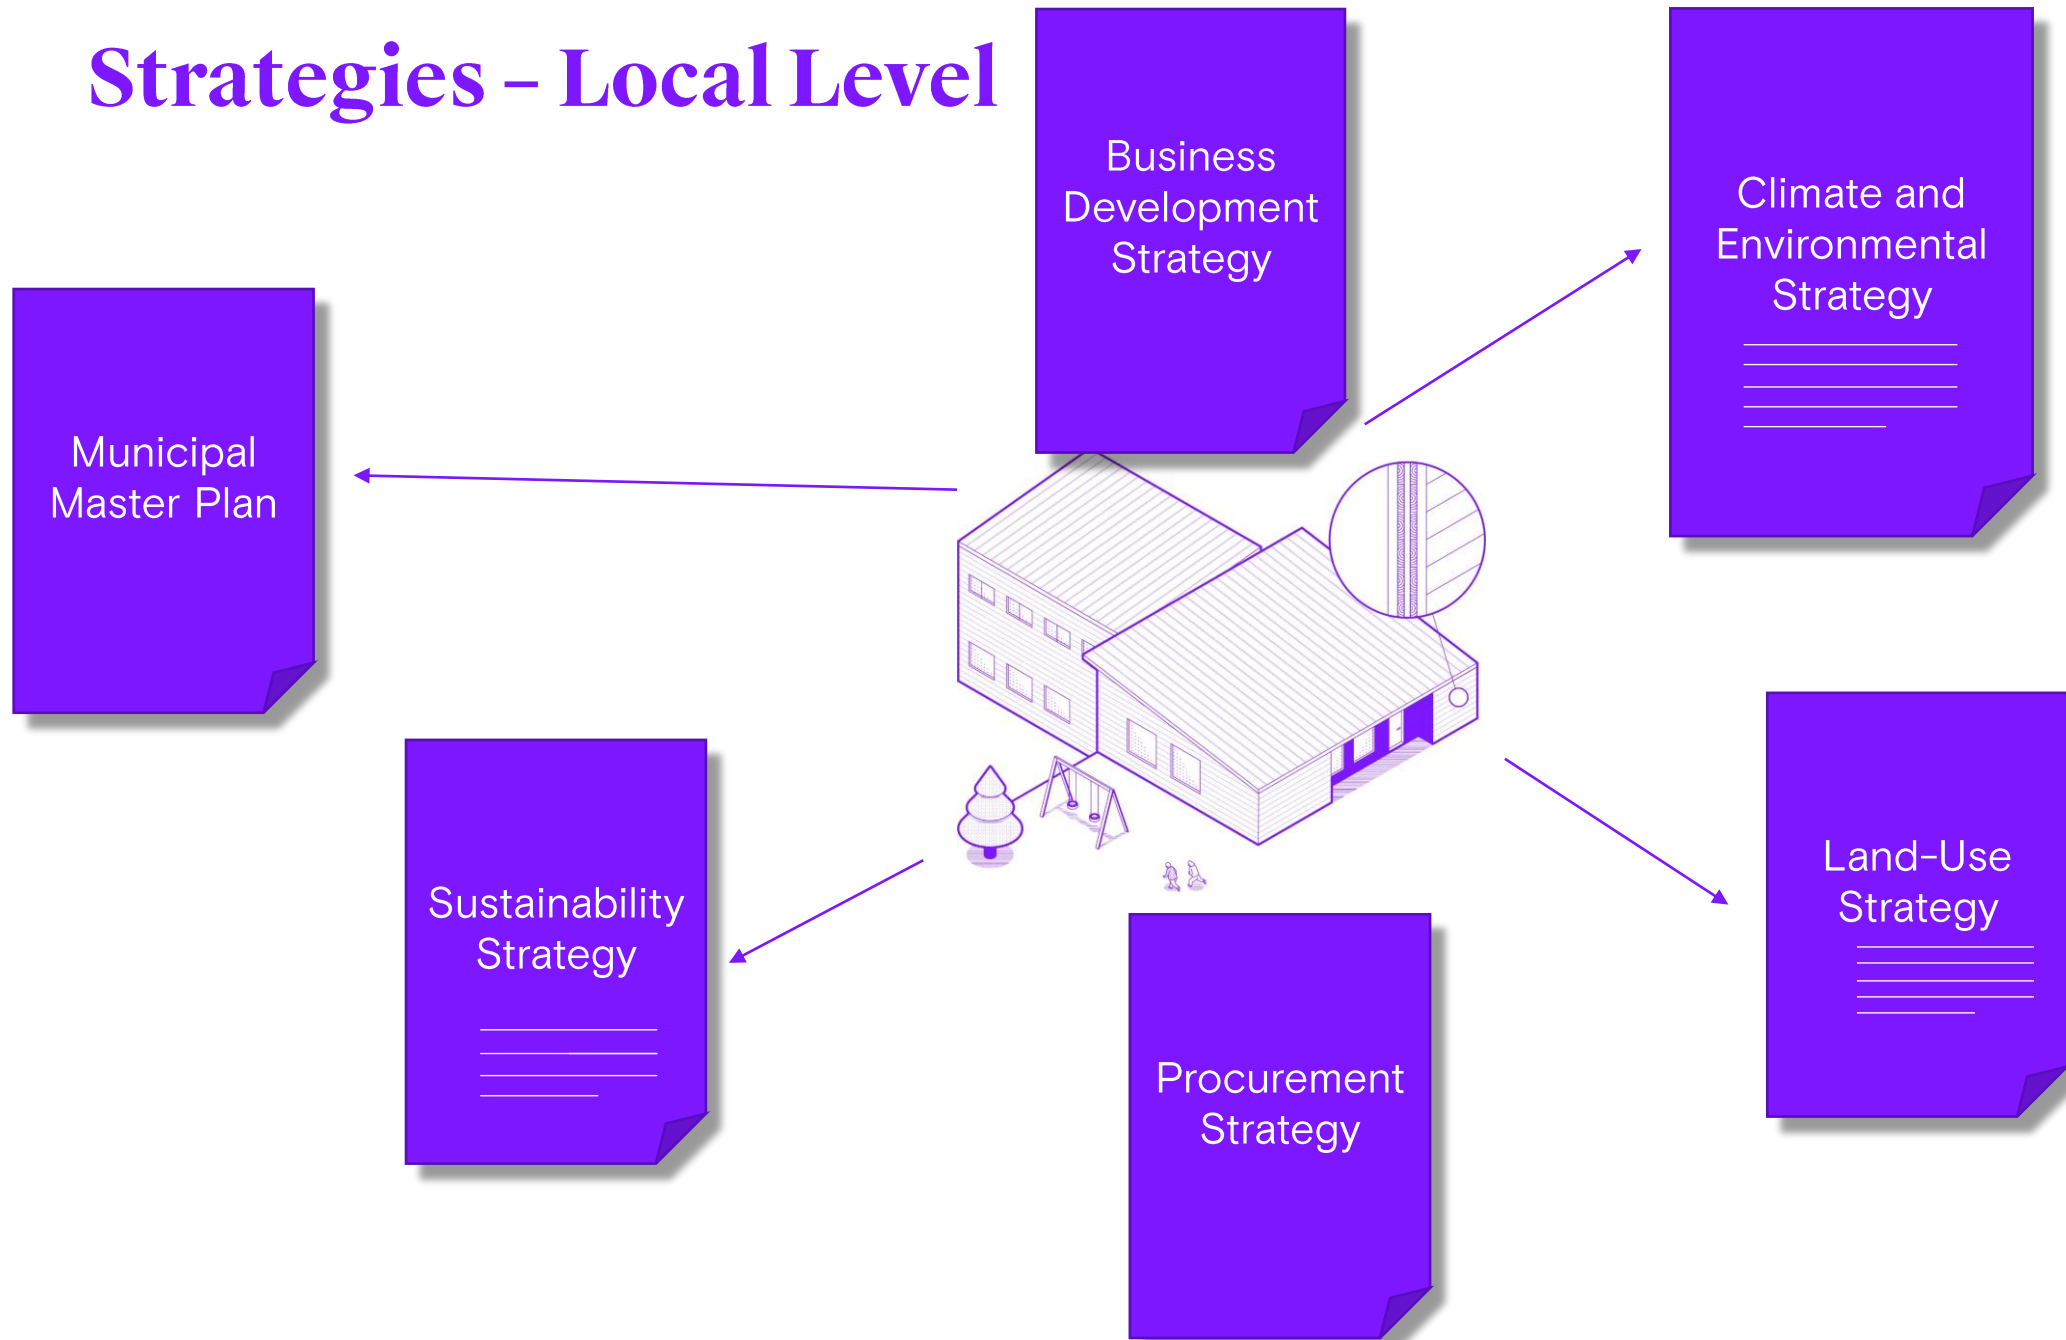 Strategies – Local Level
Business
Development
Strategy
Climate and
Environmental
Strategy
Municipal
Master Plan
Sustainability
Strategy
Land-Use
Strategy
Procurement
Strategy